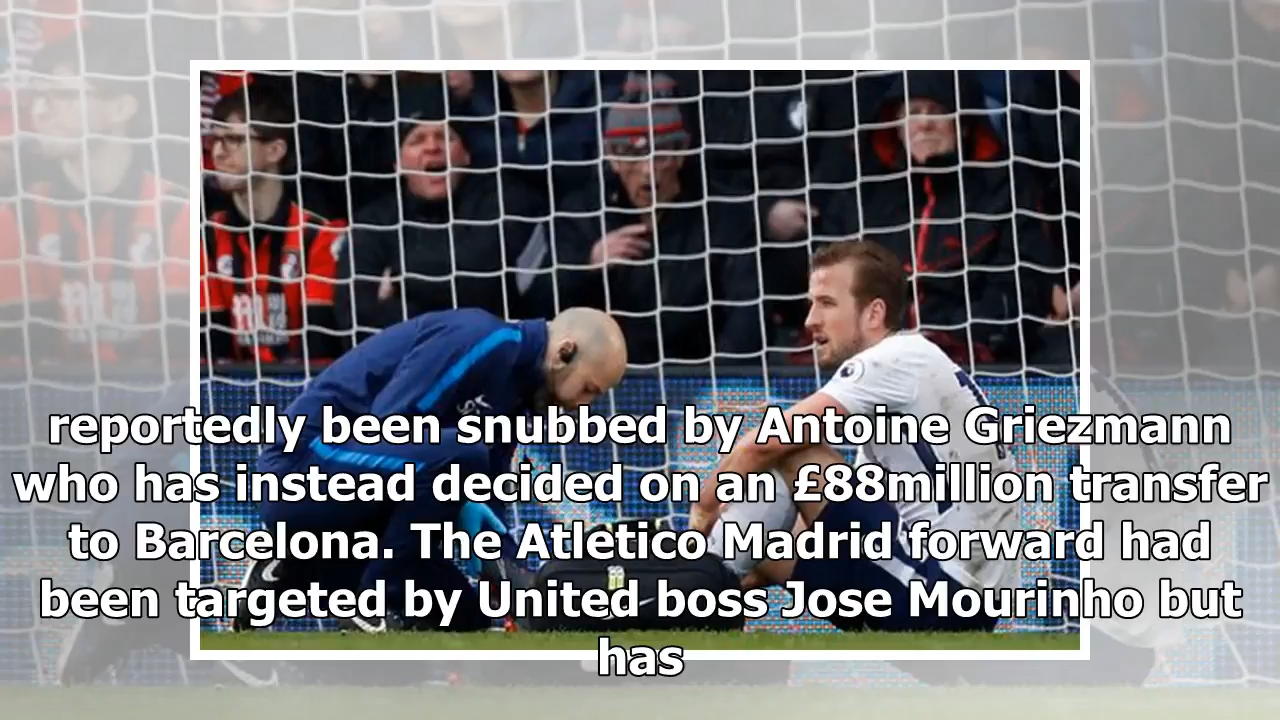 reportedly been snubbed by Antoine Griezmann
who has instead decided on an £88million transfer
to Barcelona. The Atletico Madrid forward had
been targeted by United boss Jose Mourinho but
has